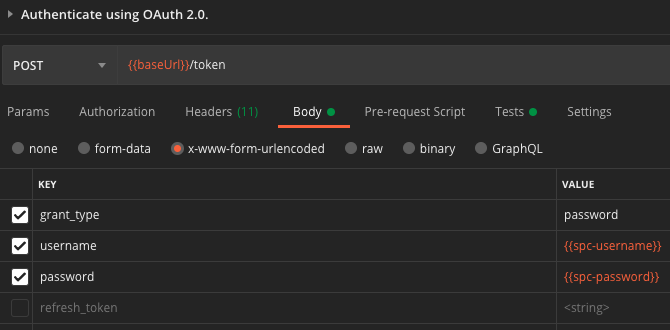 Authenticate using OAuth 2.0.
POST {{baseUrl}}/token
Params Authorization Headers (11) Body Pre-request Script Tests Settings
none form-data x-www-form-urlencoded raw binary GraphQL
KEY VALUE
grant_type password
username {{spc-username}}
password {{spc-password}}
refresh_token <string>